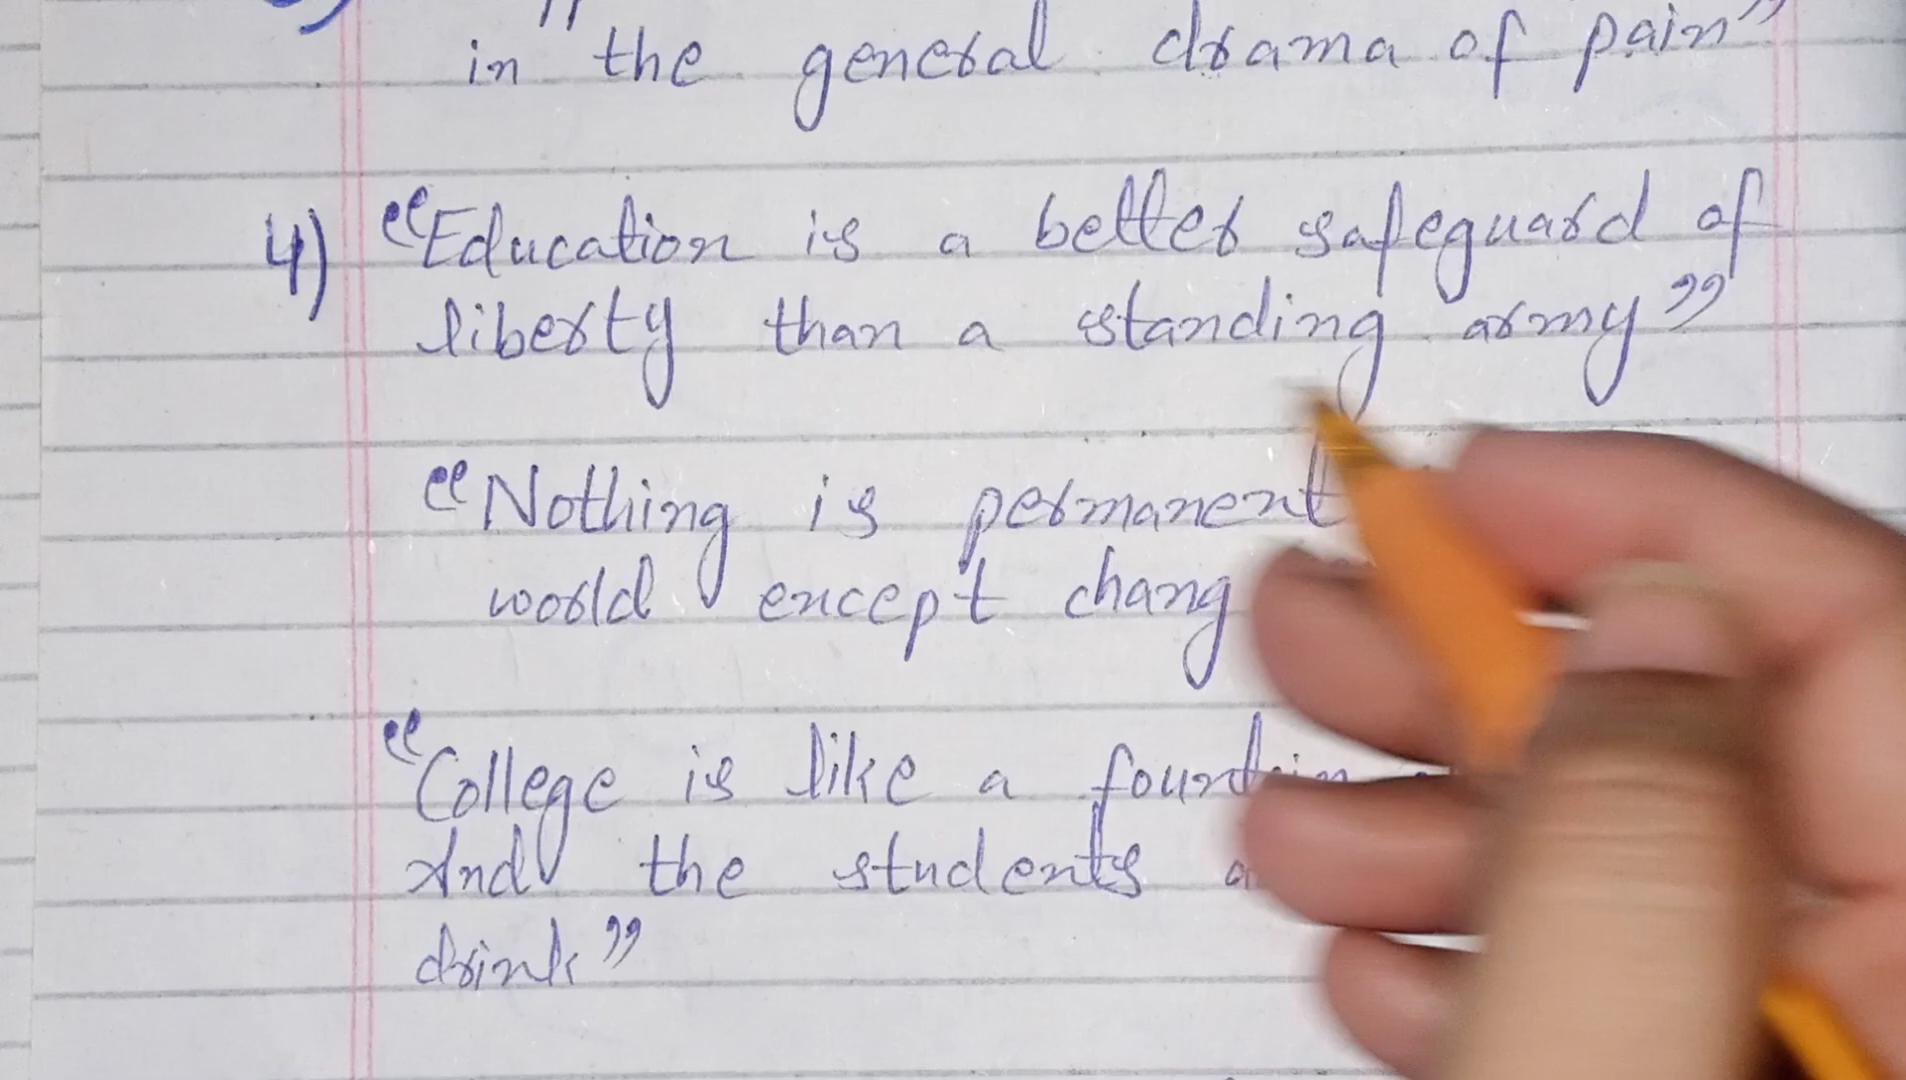 in the general drama of pain”
4) “Education is a better safeguard of
liberty than a standing army”
“Nothing is permanent
world except chang
“College is like a
And the students
drink”